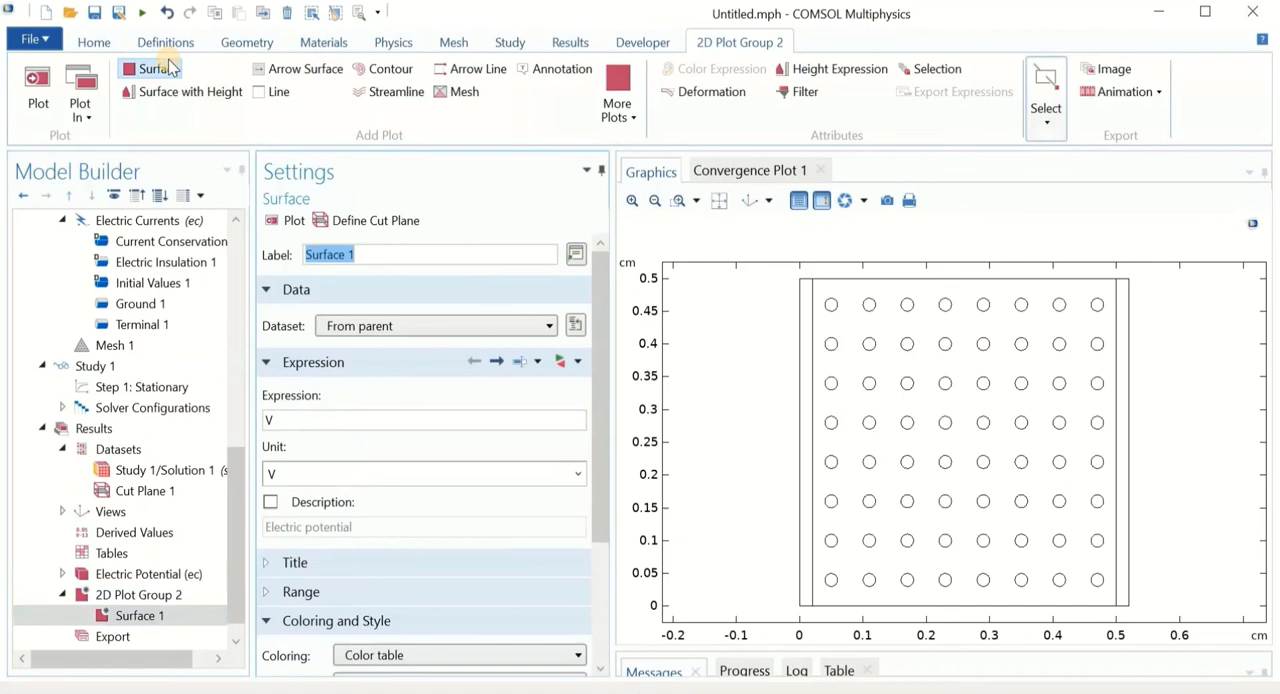 Untitled.mph - COMSOL Multiphysics
File Home Definitions Geometry Materials Physics Mesh Study Results Developer 2D Plot Group 2
Plot
Plot In
Plot
Surface Arrow Surface Contour Arrow Line Annotation
Surface with Height Line Streamline Mesh
More Plots
Add Plot
Color Expression Height Expression Selection
Deformation Filter Export Expressions
Attributes
Select
Image
Animation
Export
Model Builder
Electric Currents (ec)
Current Conservation
Electric Insulation 1
Initial Values 1
Ground 1
Terminal 1
Mesh 1
Study 1
Step 1: Stationary
Solver Configurations
Results
Datasets
Study 1/Solution 1 (s
Cut Plane 1
Views
Derived Values
Tables
Electric Potential (ec)
2D Plot Group 2
Surface 1
Export
Settings
Surface
Plot Define Cut Plane
Label: Surface 1
Data
Dataset: From parent
Expression
Expression:
V
Unit:
V
Description:
Electric potential
Title
Range
Coloring and Style
Coloring: Color table
Graphics Convergence Plot 1
cm
0.5
0.45
0.4
0.35
0.3
0.25
0.2
0.15
0.1
0.05
0
-0.2 -0.1 0 0.1 0.2 0.3 0.4 0.5 0.6 cm
Messages Progress Log Table